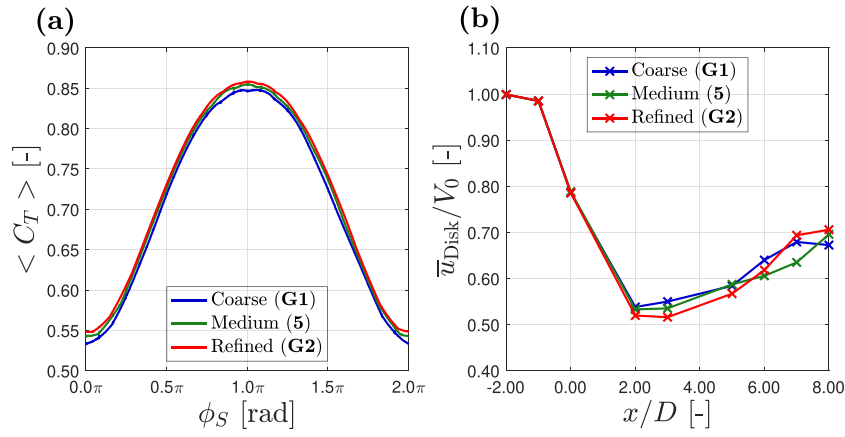 (a)
0.90
0.85
0.80
0.75
0.70
0.65
0.60
0.55
0.50
< C_T > [-]
Coarse (G1)
Medium (5)
Refined (G2)
0.0π 0.5π 1.0π 1.5π 2.0π
ϕ_S [rad]
(b)
1.10
1.00
0.90
0.80
0.70
0.60
0.50
0.40
u̅_Disk/V_0 [-]
Coarse (G1)
Medium (5)
Refined (G2)
-2.00 0.00 2.00 4.00 6.00 8.00
x/D [-]